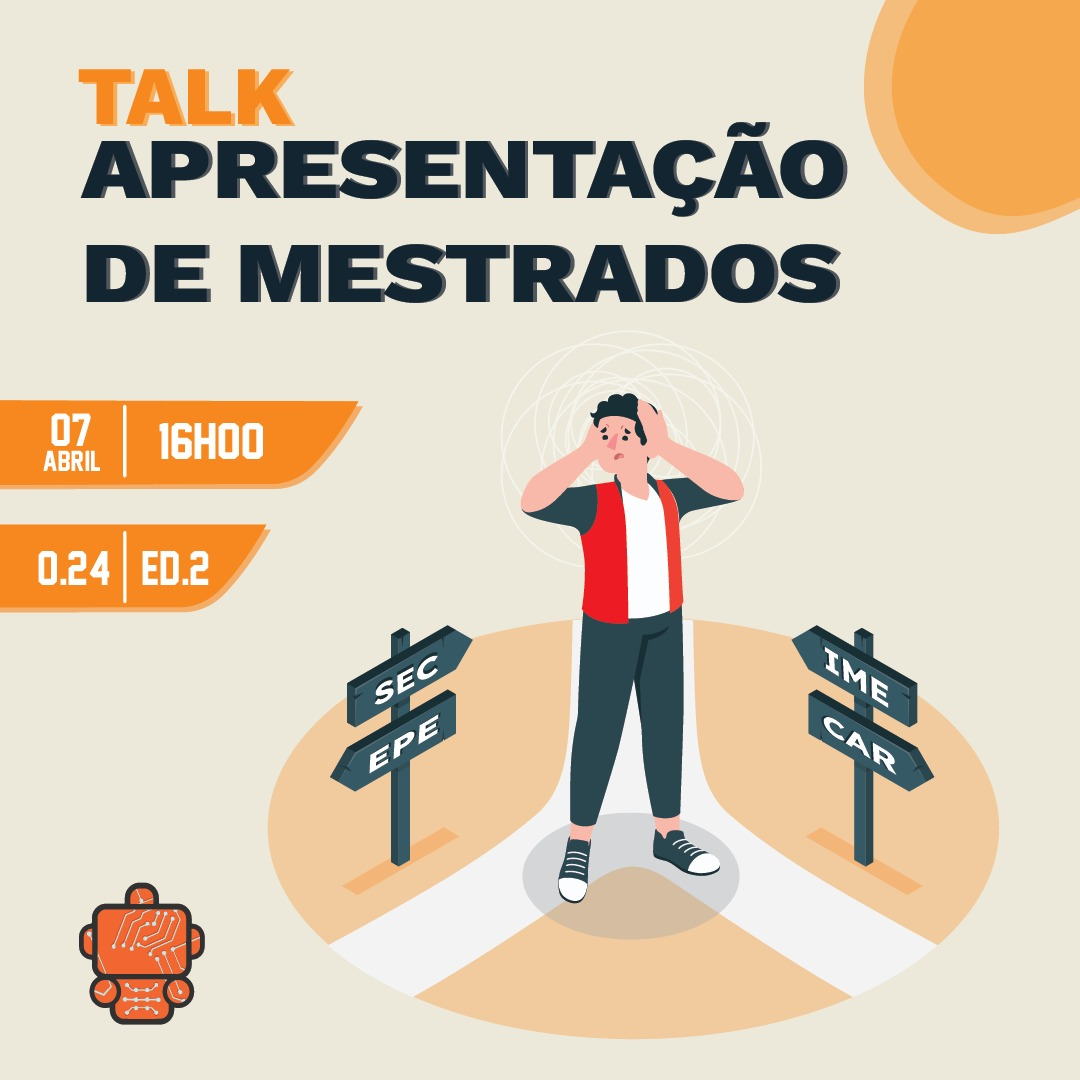 TALK
APRESENTAÇÃO
DE MESTRADOS
07
ABRIL
16H00
0.24
ED.2
SEC
EPE
IME
CAR